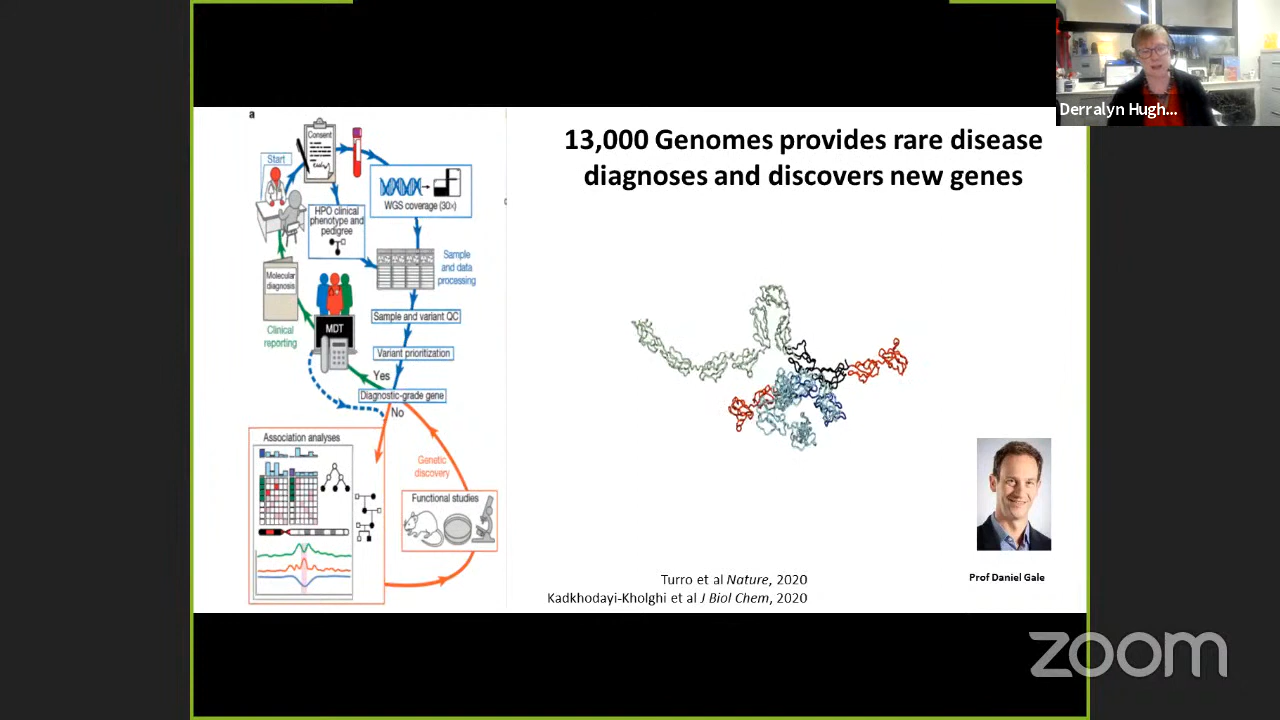 a
Consent
Start
WGS coverage (30×)
HPO clinical
phenotype and
pedigree
Sample
and data
processing
Molecular
diagnosis
MDT
Sample and variant QC
Clinical
reporting
Variant prioritization
Yes
Diagnostic-grade gene
No
Association analyses
Genetic
discovery
Functional studies
13,000 Genomes provides rare disease
diagnoses and discovers new genes
Turro et al Nature, 2020
Kadkhodayi-Kholghi et al J Biol Chem, 2020
Prof Daniel Gale
Derralyn Hugh...
zoom